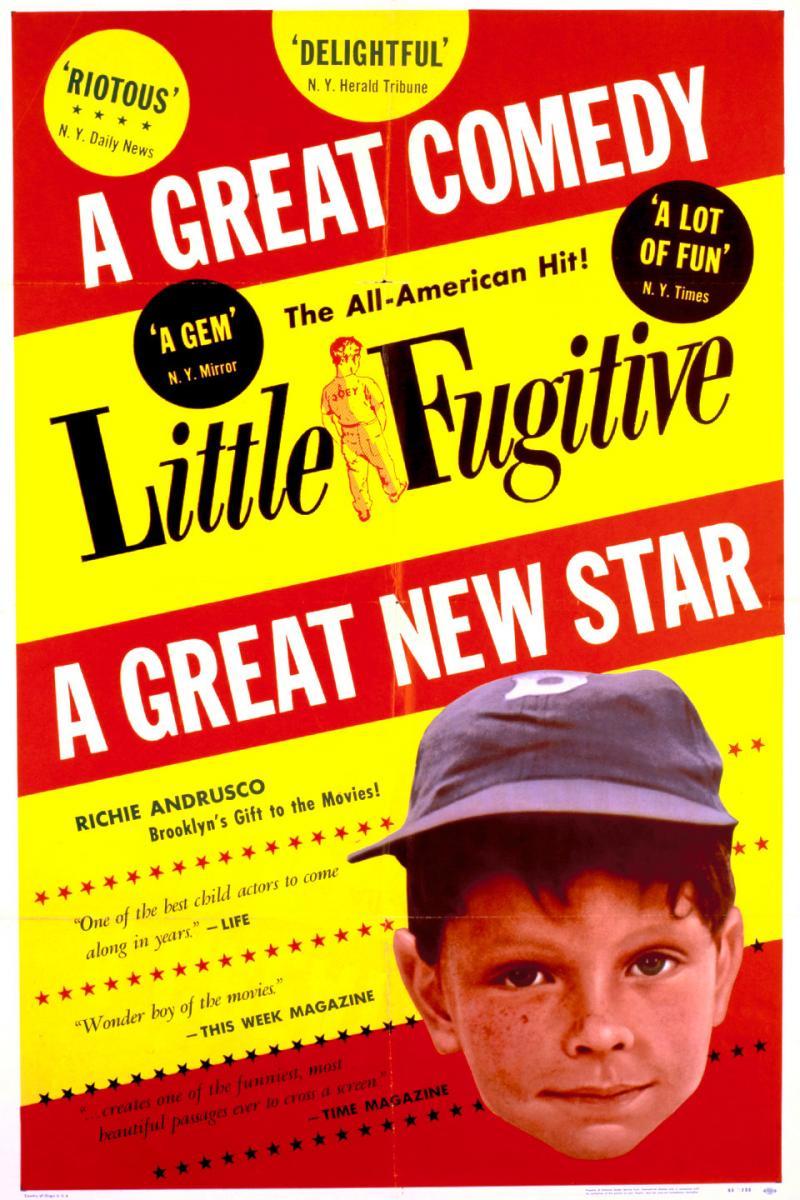 'RIOTOUS'
★ ★ ★ ★
N. Y. Daily News
'DELIGHTFUL'
N. Y. Herald Tribune
A GREAT COMEDY
'A LOT
OF FUN'
N. Y. Times
'A GEM'
N. Y. Mirror
The All-American Hit!
Little Fugitive
JOEY
A GREAT NEW STAR
B
RICHIE ANDRUSCO
Brooklyn's Gift to the Movies!
"One of the best child actors to come
along in years." — LIFE
"Wonder boy of the movies."
— THIS WEEK MAGAZINE
"...creates one of the funniest, most
beautiful passages ever to cross a screen."
— TIME MAGAZINE